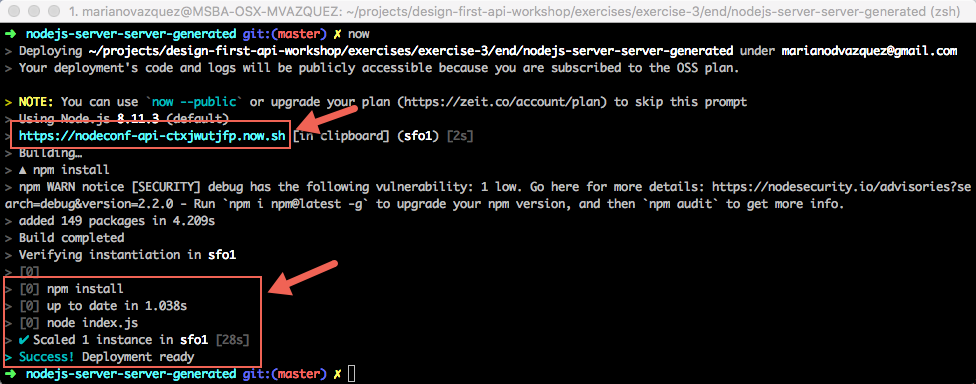 1. marianovazquez@MSBA-OSX-MVAZQUEZ: ~/projects/design-first-api-workshop/exercises/exercise-3/end/nodejs-server-server-generated (zsh)
➜ nodejs-server-server-generated git:(master) ✗ now
> Deploying ~/projects/design-first-api-workshop/exercises/exercise-3/end/nodejs-server-server-generated under marianodvazquez@gmail.com
> Your deployment's code and logs will be publicly accessible because you are subscribed to the OSS plan.
> NOTE: You can use `now --public` or upgrade your plan (https://zeit.co/account/plan) to skip this prompt
> Using Node.js 8.11.3 (default)
> https://nodeconf-api-ctxjwutjfp.now.sh [in clipboard] (sfo1) [2s]
> Building…
> ▲ npm install
> npm WARN notice [SECURITY] debug has the following vulnerability: 1 low. Go here for more details: https://nodesecurity.io/advisories?se
arch=debug&version=2.2.0 - Run `npm i npm@latest -g` to upgrade your npm version, and then `npm audit` to get more info.
> added 149 packages in 4.209s
> Build completed
> Verifying instantiation in sfo1
> [0]
> [0] npm install
> [0] up to date in 1.038s
> [0] node index.js
> ✔ Scaled 1 instance in sfo1 [28s]
> Success! Deployment ready
➜ nodejs-server-server-generated git:(master) ✗